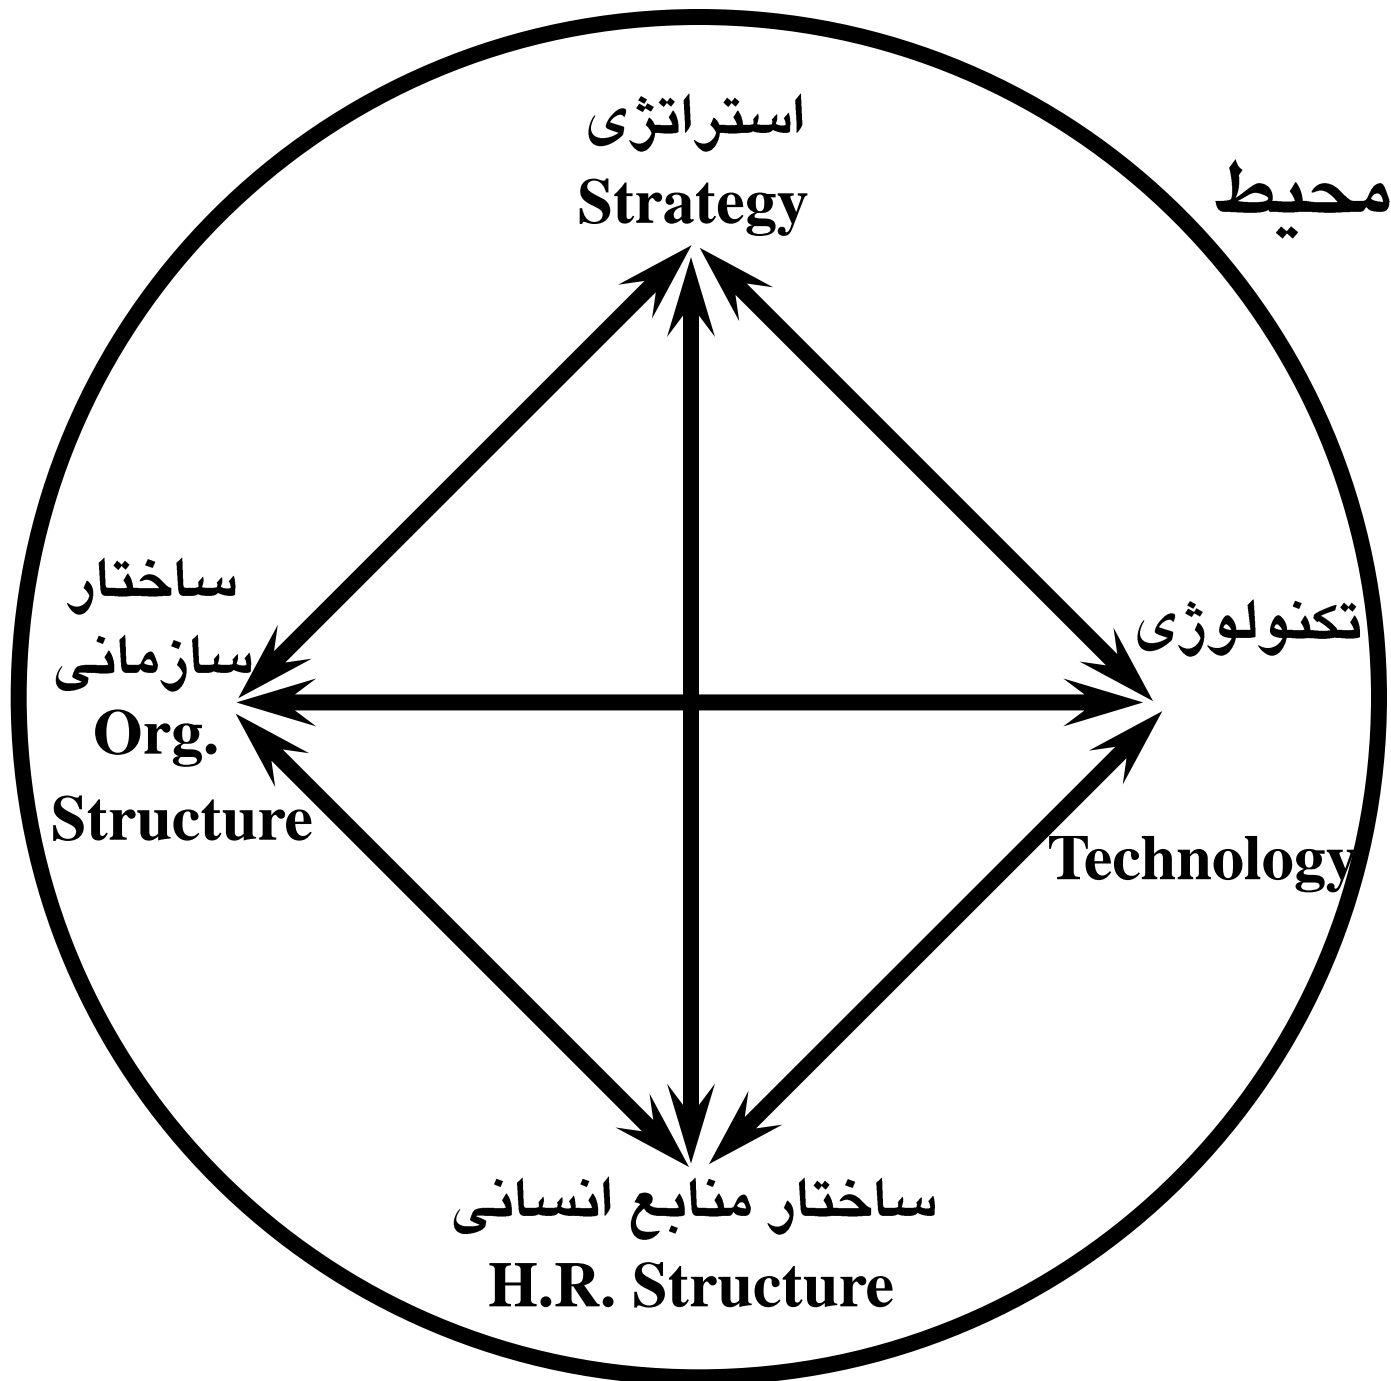 استراتژی
Strategy
محیط
ساختار
سازمانی
Org.
Structure
تکنولوژی
Technology
ساختار منابع انسانی
H.R. Structure